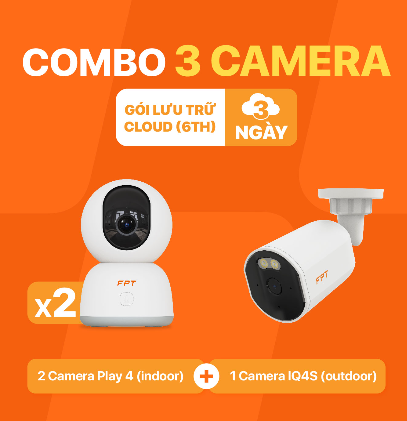 COMBO 3 CAMERA
GÓI LƯU TRỮ
CLOUD (6TH)
3
NGÀY
FPT
FPT
x2
2 Camera Play 4 (indoor) + 1 Camera IQ4S (outdoor)